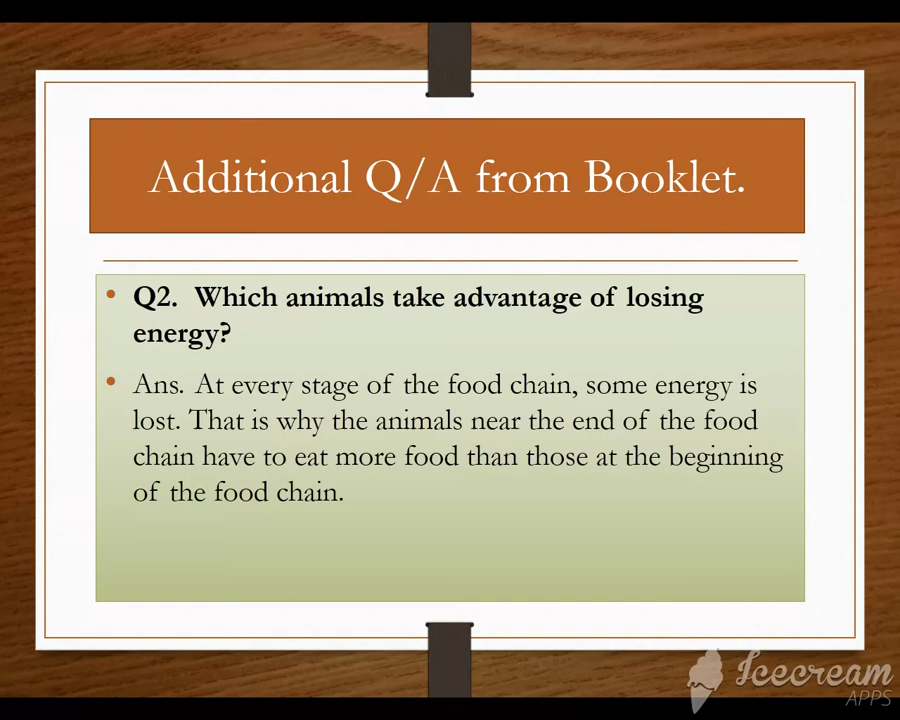 Additional Q/A from Booklet.
• Q2. Which animals take advantage of losing
energy?
• Ans. At every stage of the food chain, some energy is
lost. That is why the animals near the end of the food
chain have to eat more food than those at the beginning
of the food chain.
Icecream
APPS